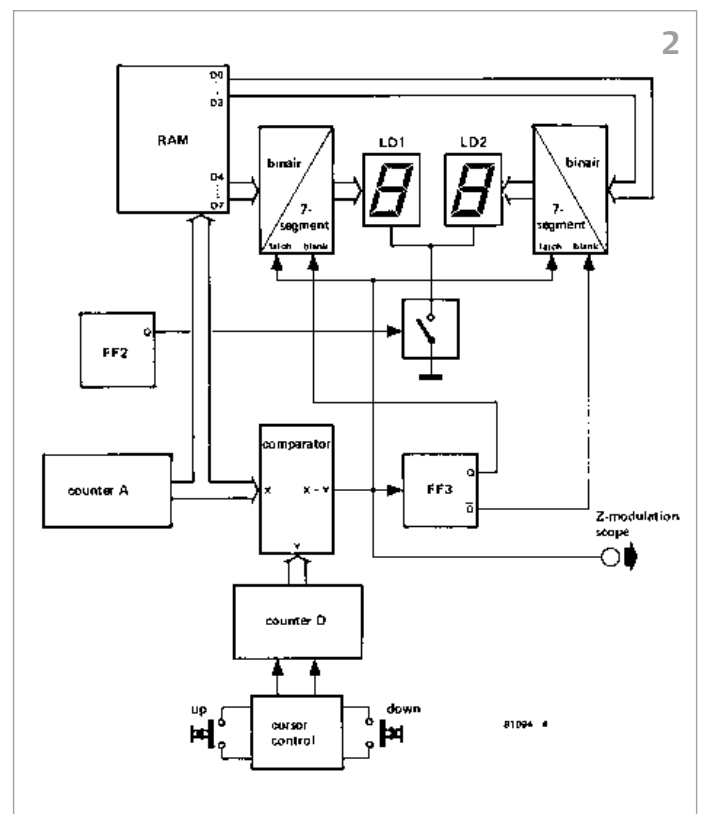 2
D0
D3
RAM
D4
D7
binair
7-
segment
latch blank
LD1
LD2
binair
7-
segment
latch blank
FF2
comparator
counter A
X
Y
FF3
Q
Z-modulation
scope
counter D
up
cursor
control
down
81094